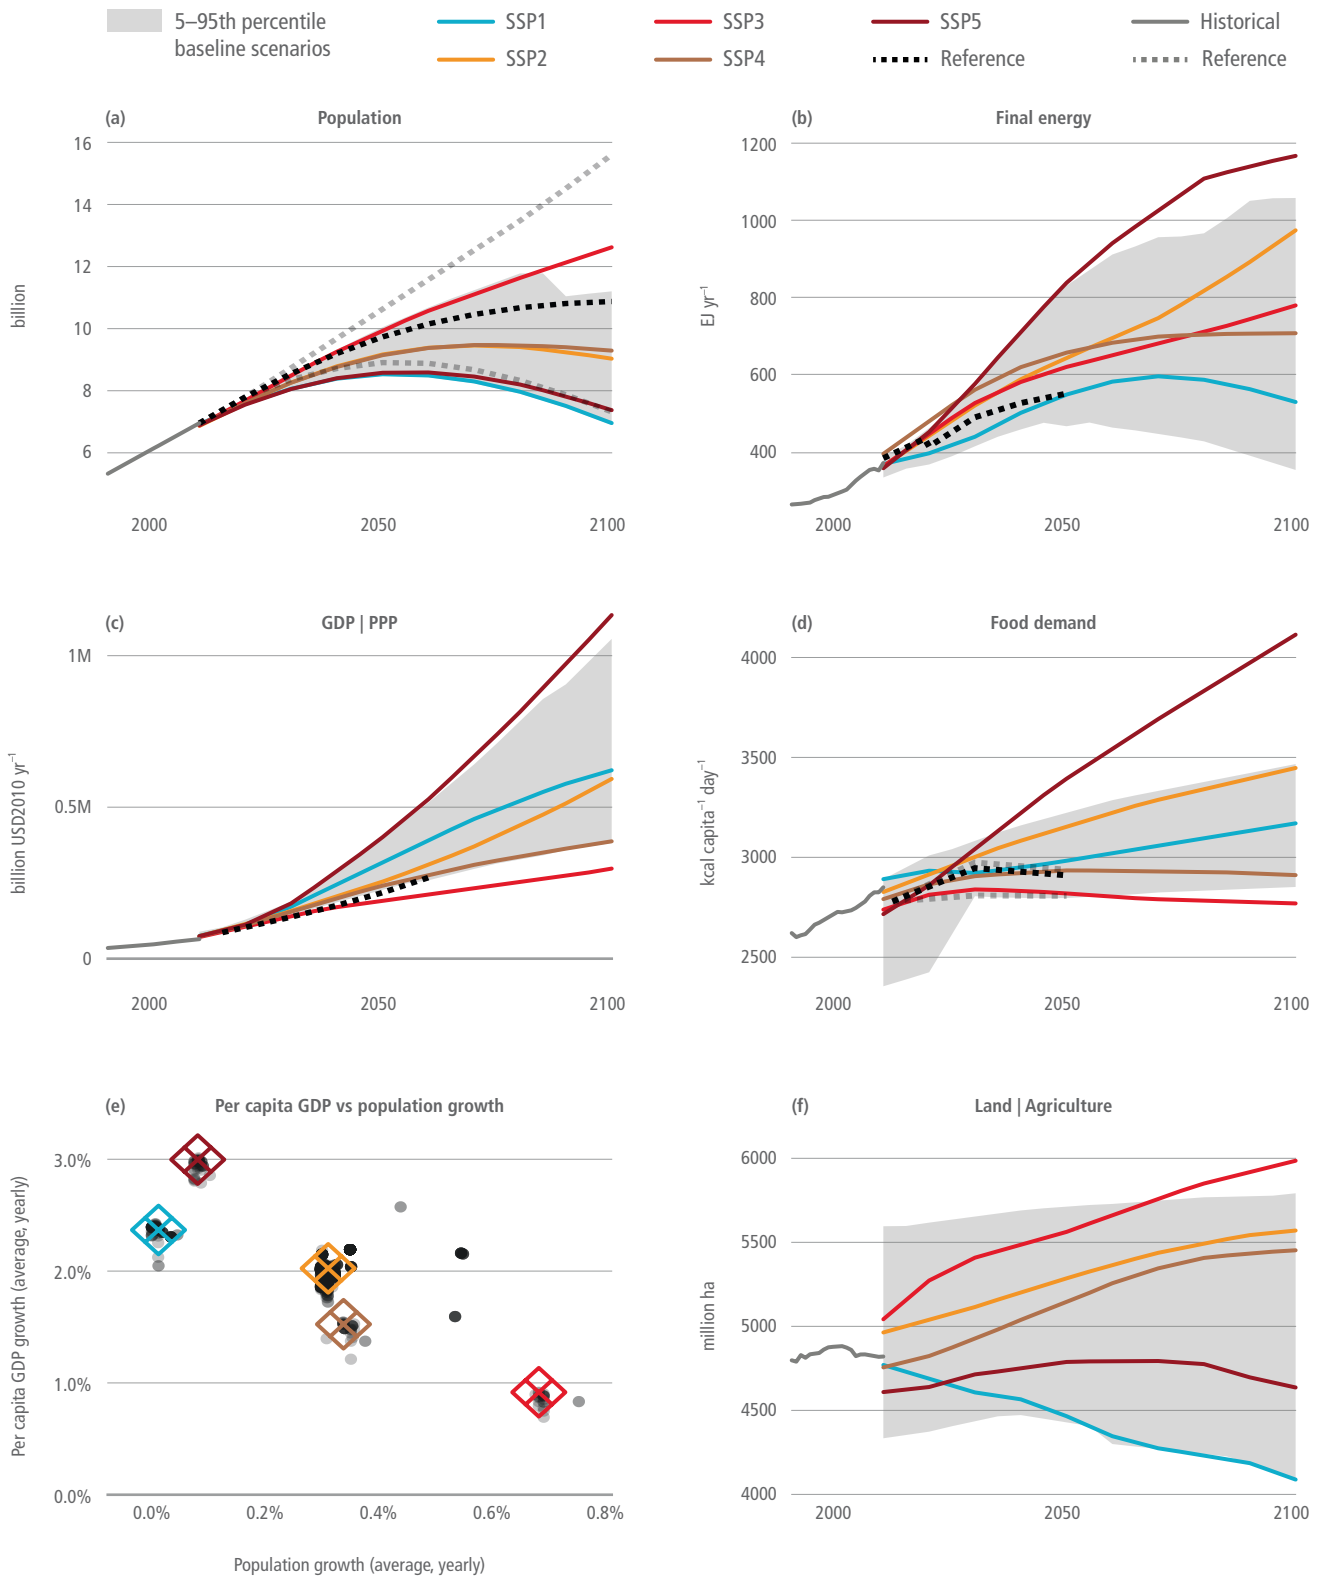 5–95th percentile
baseline scenarios
SSP1
SSP3
SSP5
Historical
SSP2
SSP4
Reference
Reference
(a) Population
billion
16
14
12
10
8
6
2000 2050 2100
(b) Final energy
EJ yr⁻¹
1200
1000
800
600
400
2000 2050 2100
(c) GDP | PPP
billion USD2010 yr⁻¹
1M
0.5M
0
2000 2050 2100
(d) Food demand
kcal capita⁻¹ day⁻¹
4000
3500
3000
2500
2000 2050 2100
(e) Per capita GDP vs population growth
Per capita GDP growth (average, yearly)
3.0%
2.0%
1.0%
0.0%
0.0% 0.2% 0.4% 0.6% 0.8%
Population growth (average, yearly)
(f) Land | Agriculture
million ha
6000
5500
5000
4500
4000
2000 2050 2100